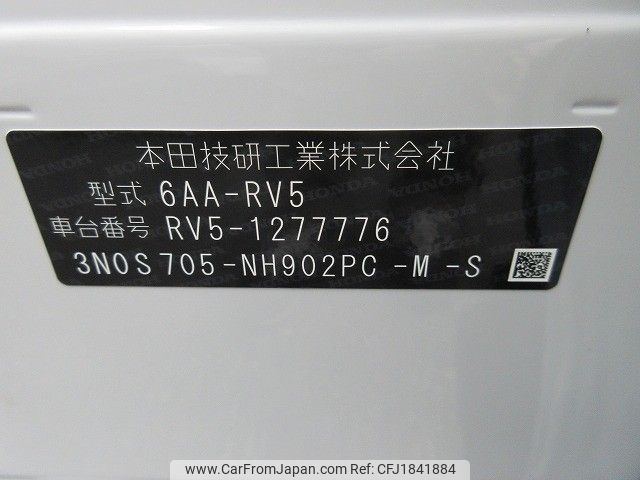 本田技研工業株式会社
型式 6AA-RV5
車台番号 RV5-1277776
3N0S705-NH902PC -M -S
www.CarFromJapan.com - CFJ1841884